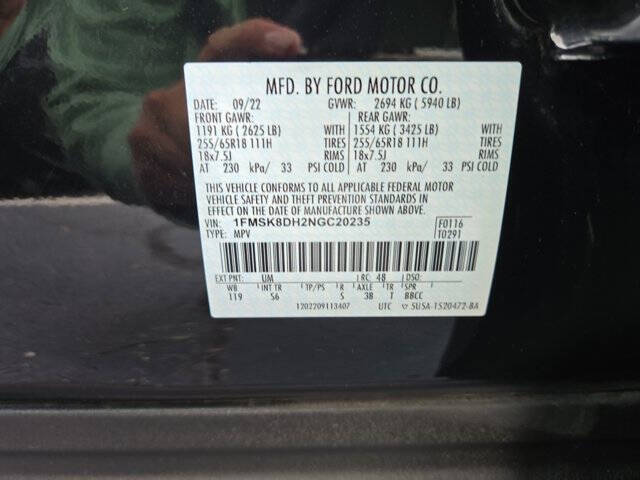 MFD. BY FORD MOTOR CO.
DATE: 09/22 GVWR: 2694 KG ( 5940 LB)
FRONT GAWR: REAR GAWR:
1191 KG ( 2625 LB) WITH 1554 KG ( 3425 LB) WITH
255/65R18 111H TIRES 255/65R18 111H TIRES
18x7.5J RIMS 18x7.5J RIMS
AT 230 kPa/ 33 PSI COLD AT 230 kPa/ 33 PSI COLD
THIS VEHICLE CONFORMS TO ALL APPLICABLE FEDERAL MOTOR
VEHICLE SAFETY AND THEFT PREVENTION STANDARDS IN
EFFECT ON THE DATE OF MANUFACTURE SHOWN ABOVE.
VIN: 1FMSK8DH2NGC20235 F0116
TYPE: MPV T0291
EXT PNT: UM RC: 48 DSO:
WB INT TR TP/PS R AXLE TR SPR
119 S6 S 3B T BBCC
1202209113407 UTC 5USA-1520472-BA